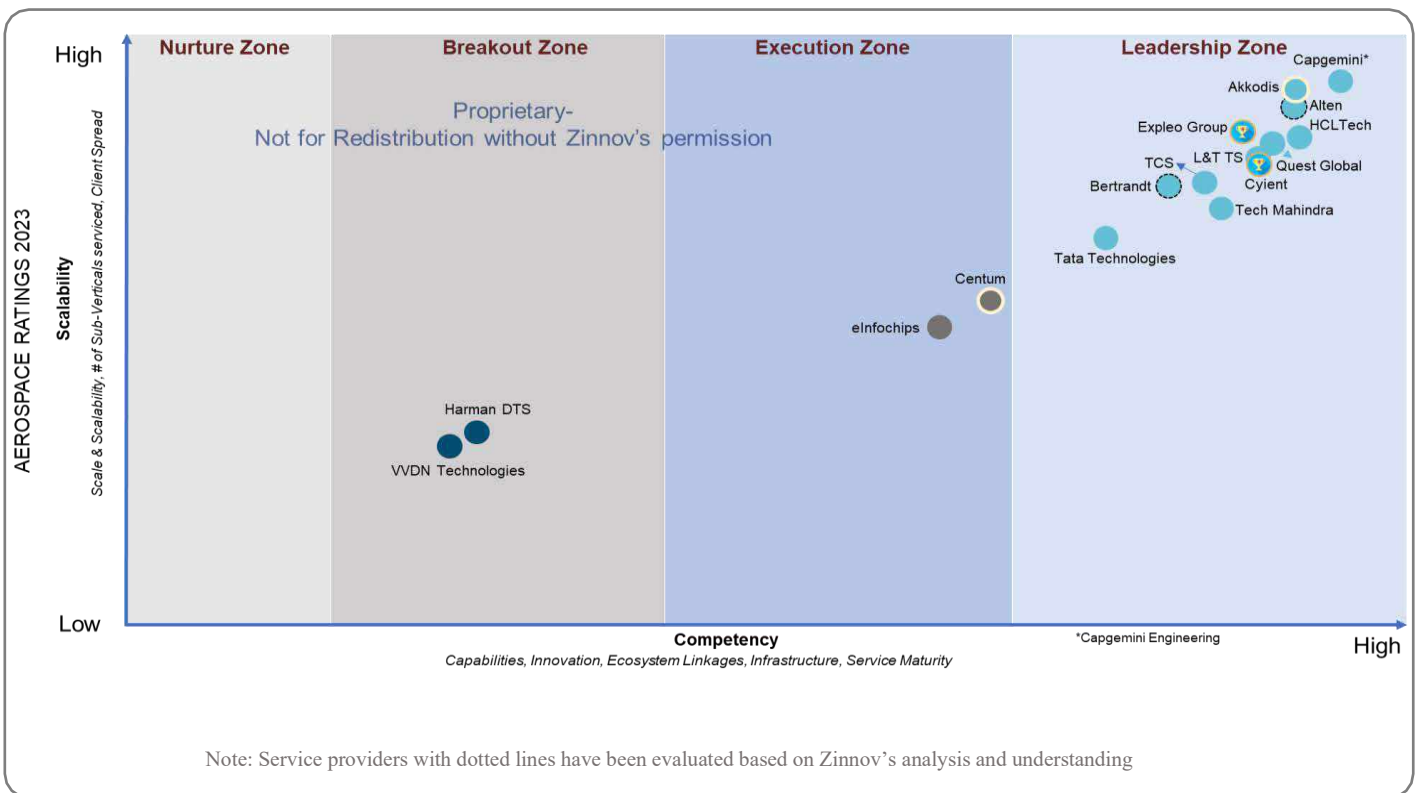 Nurture Zone
Breakout Zone
Execution Zone
Leadership Zone
High
Capgemini*
Akkodis
Alten
Proprietary-
Not for Redistribution without Zinnov's permission
Expleo Group
HCLTech
TCS
L&T TS
Quest Global
Bertrandt
Cyient
Tech Mahindra
Tata Technologies
AEROSPACE RATINGS 2023
Scalability
Scale & Scalability, # of Sub-Verticals serviced, Client Spread
Centum
eInfochips
Harman DTS
VVDN Technologies
Low
Competency
*Capgemini Engineering
High
Capabilities, Innovation, Ecosystem Linkages, Infrastructure, Service Maturity
Note: Service providers with dotted lines have been evaluated based on Zinnov's analysis and understanding